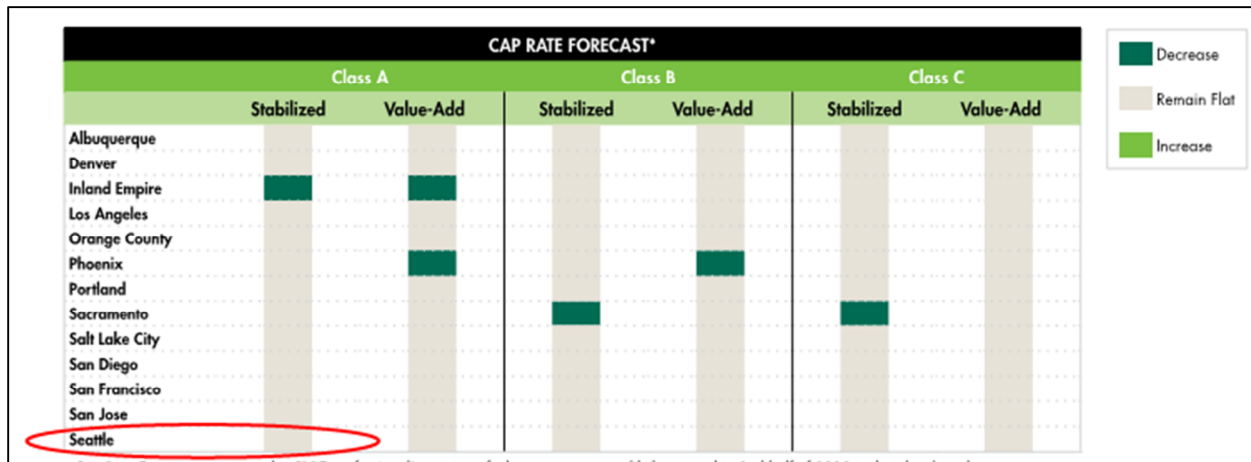 CAP RATE FORECAST*
Class A Class B Class C
Stabilized Value-Add Stabilized Value-Add Stabilized Value-Add
Albuquerque
Denver
Inland Empire
Los Angeles
Orange County
Phoenix
Portland
Sacramento
Salt Lake City
San Diego
San Francisco
San Jose
Seattle
Decrease
Remain Flat
Increase